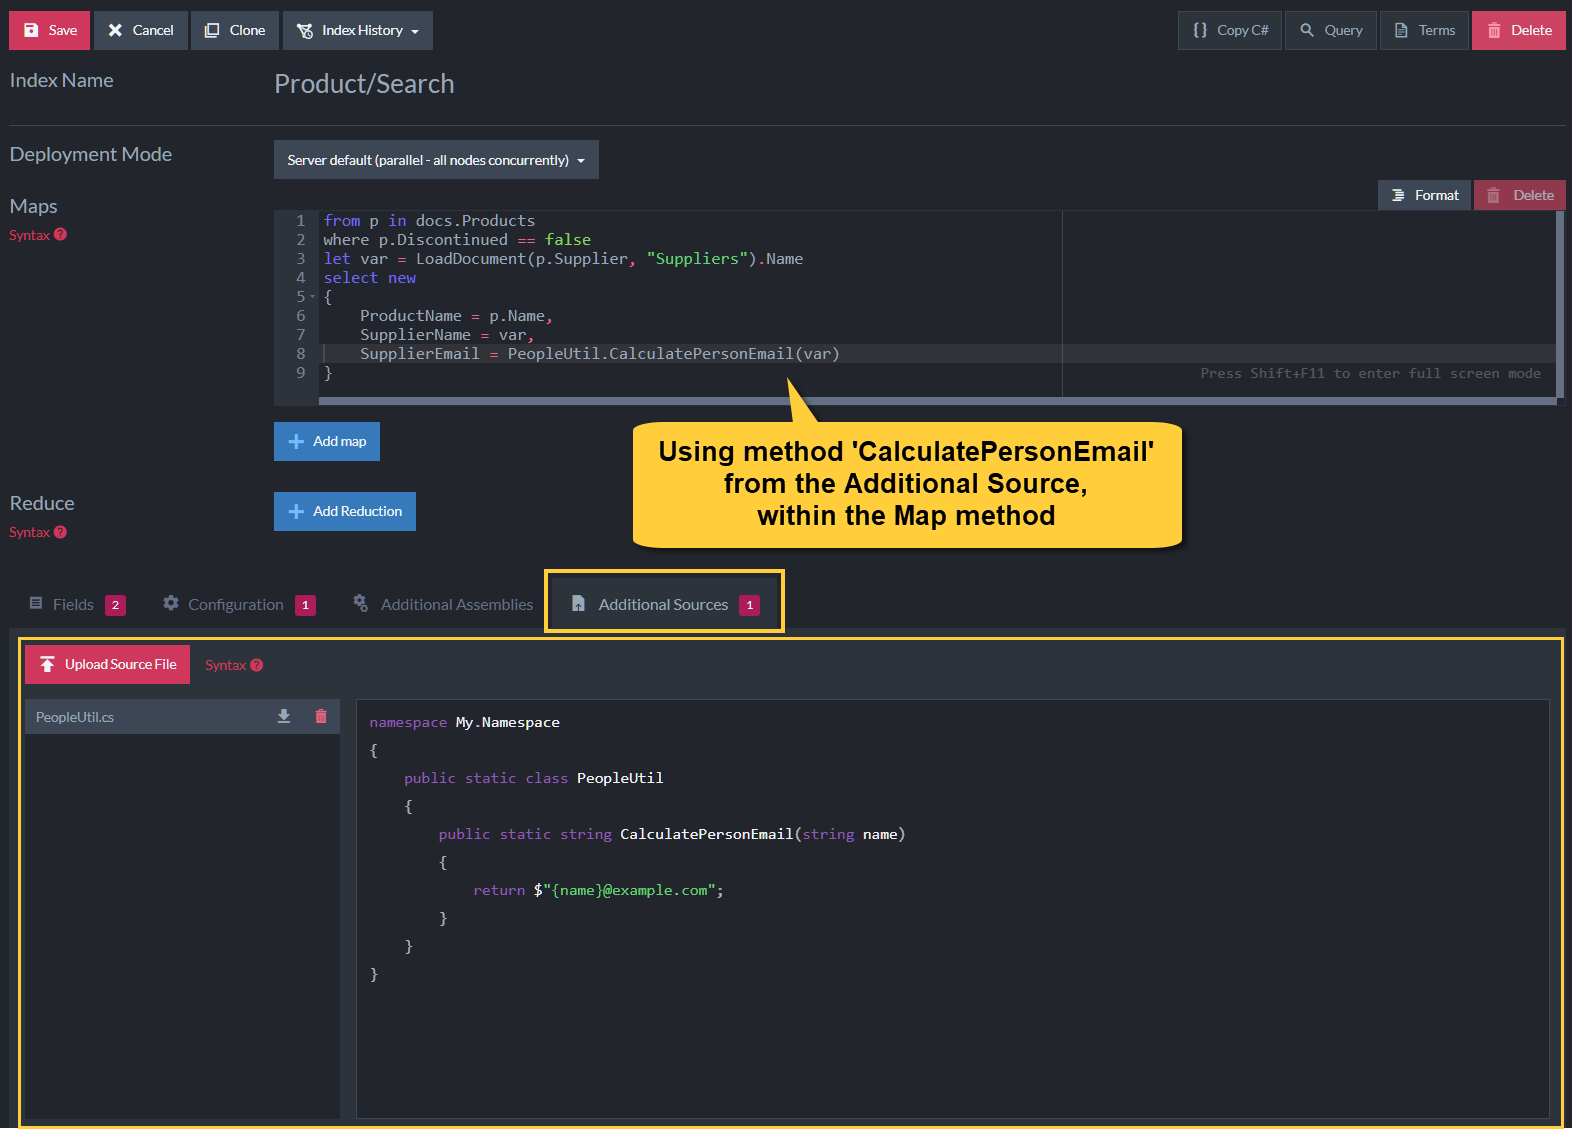 Save Cancel Clone Index History Copy C# Query Terms Delete
Index Name Product/Search
Deployment Mode Server default (parallel - all nodes concurrently)
Maps
Format Delete
Syntax
1 from p in docs.Products
2 where p.Discontinued == false
3 let var = LoadDocument(p.Supplier, "Suppliers").Name
4 select new
5 {
6 ProductName = p.Name,
7 SupplierName = var,
8 SupplierEmail = PeopleUtil.CalculatePersonEmail(var)
9 }
Press Shift+F11 to enter full screen mode
Add map
Using method 'CalculatePersonEmail'
from the Additional Source,
within the Map method
Reduce
Add Reduction
Syntax
Fields 2 Configuration 1 Additional Assemblies Additional Sources 1
Upload Source File Syntax
PeopleUtil.cs
namespace My.Namespace
{
public static class PeopleUtil
{
public static string CalculatePersonEmail(string name)
{
return $"{name}@example.com";
}
}
}